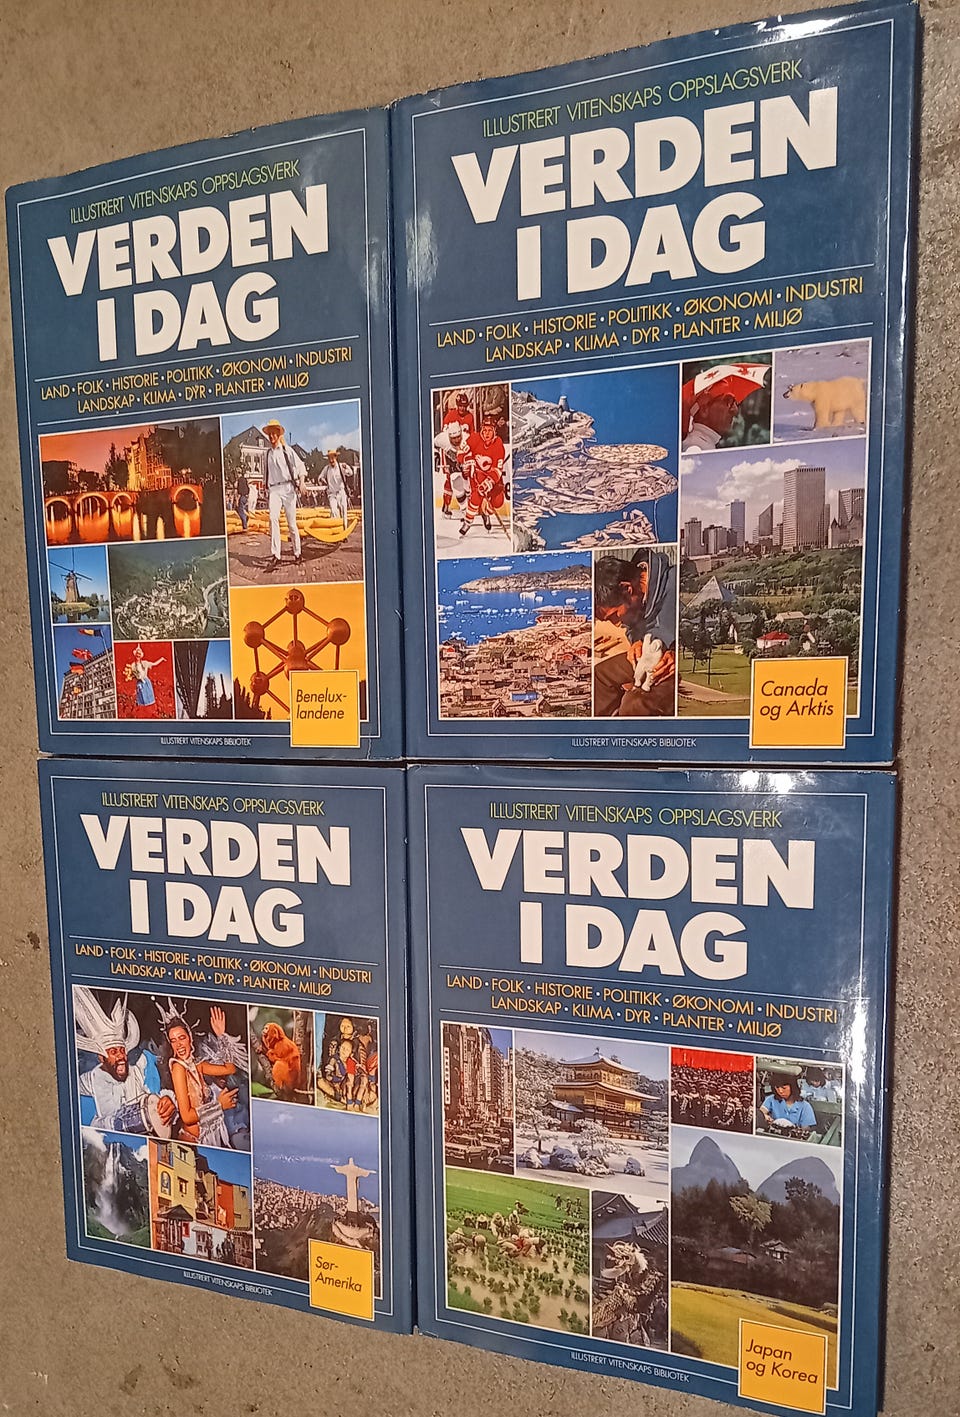 ILLUSTRERT VITENSKAPS OPPSLAGSVERK
VERDEN
I DAG
LAND • FOLK • HISTORIE • POLITIKK • ØKONOMI • INDUSTRI
LANDSKAP • KLIMA • DYR • PLANTER • MILJØ
Benelux-
landene
ILLUSTRERT VITENSKAPS BIBLIOTEK
ILLUSTRERT VITENSKAPS OPPSLAGSVERK
VERDEN
I DAG
LAND • FOLK • HISTORIE • POLITIKK • ØKONOMI • INDUSTRI
LANDSKAP • KLIMA • DYR • PLANTER • MILJØ
Canada
og Arktis
ILLUSTRERT VITENSKAPS BIBLIOTEK
ILLUSTRERT VITENSKAPS OPPSLAGSVERK
VERDEN
I DAG
LAND • FOLK • HISTORIE • POLITIKK • ØKONOMI • INDUSTRI
LANDSKAP • KLIMA • DYR • PLANTER • MILJØ
Sør-
Amerika
ILLUSTRERT VITENSKAPS BIBLIOTEK
ILLUSTRERT VITENSKAPS OPPSLAGSVERK
VERDEN
I DAG
LAND • FOLK • HISTORIE • POLITIKK • ØKONOMI • INDUSTRI
LANDSKAP • KLIMA • DYR • PLANTER • MILJØ
Japan
og Korea
ILLUSTRERT VITENSKAPS BIBLIOTEK